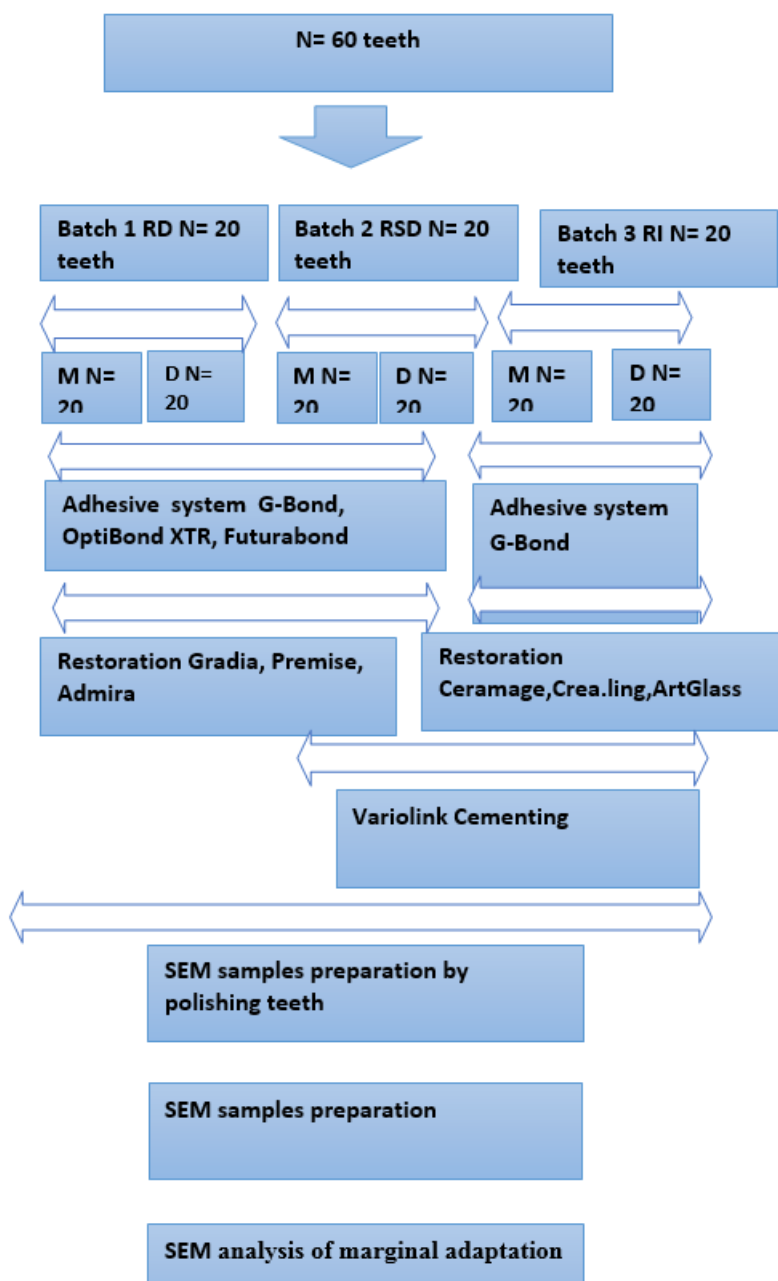 N= 60 teeth
Batch 1 RD N= 20
teeth
Batch 2 RSD N= 20
teeth
Batch 3 RI N= 20
teeth
M N=
20
D N=
20
M N=
20
D N=
20
M N=
20
D N=
20
Adhesive system G-Bond,
OptiBond XTR, Futurabond
Adhesive system
G-Bond
Restoration Gradia, Premise,
Admira
Restoration
Ceramage,Crea.ling,ArtGlass
Variolink Cementing
SEM samples preparation by
polishing teeth
SEM samples preparation
SEM analysis of marginal adaptation